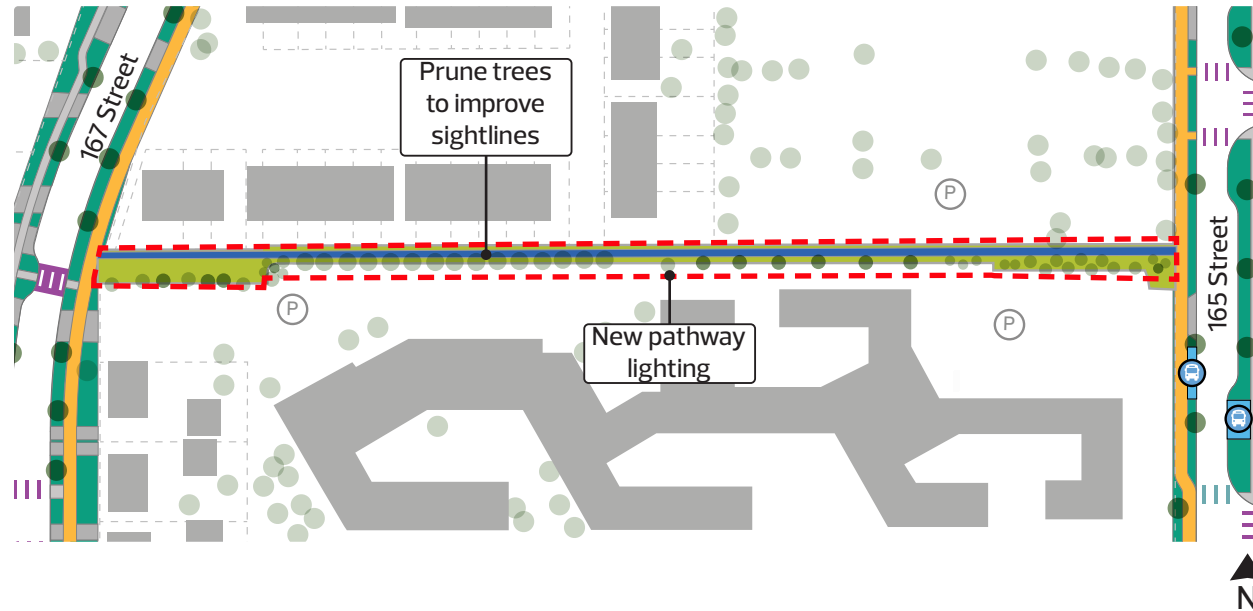 167 Street
Prune trees
to improve
sightlines
P
165 Street
P
P
New pathway
lighting
N